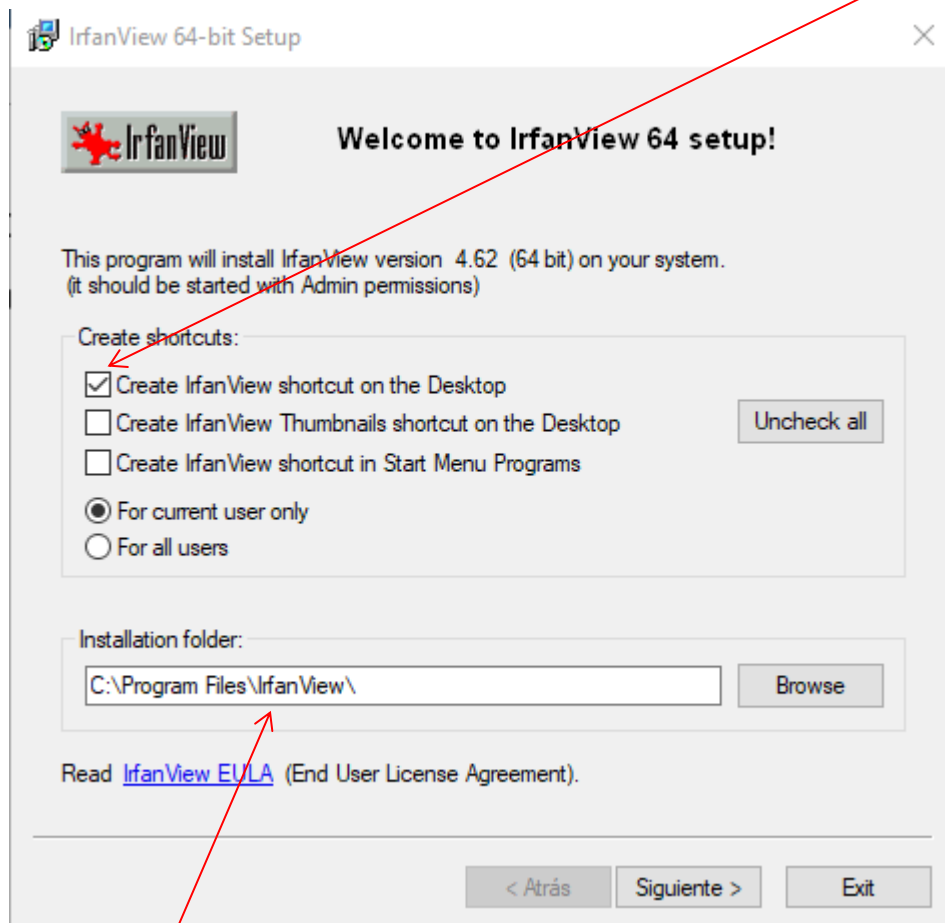 IrfanView 64-bit Setup
IrfanView
Welcome to IrfanView 64 setup!
This program will install IrfanView version 4.62 (64 bit) on your system.
(it should be started with Admin permissions)
Create shortcuts:
Create IrfanView shortcut on the Desktop
Create IrfanView Thumbnails shortcut on the Desktop
Uncheck all
Create IrfanView shortcut in Start Menu Programs
For current user only
For all users
Installation folder:
C:\Program Files\IrfanView\
Browse
Read IrfanView EULA (End User License Agreement).
< Atrás
Siguiente >
Exit